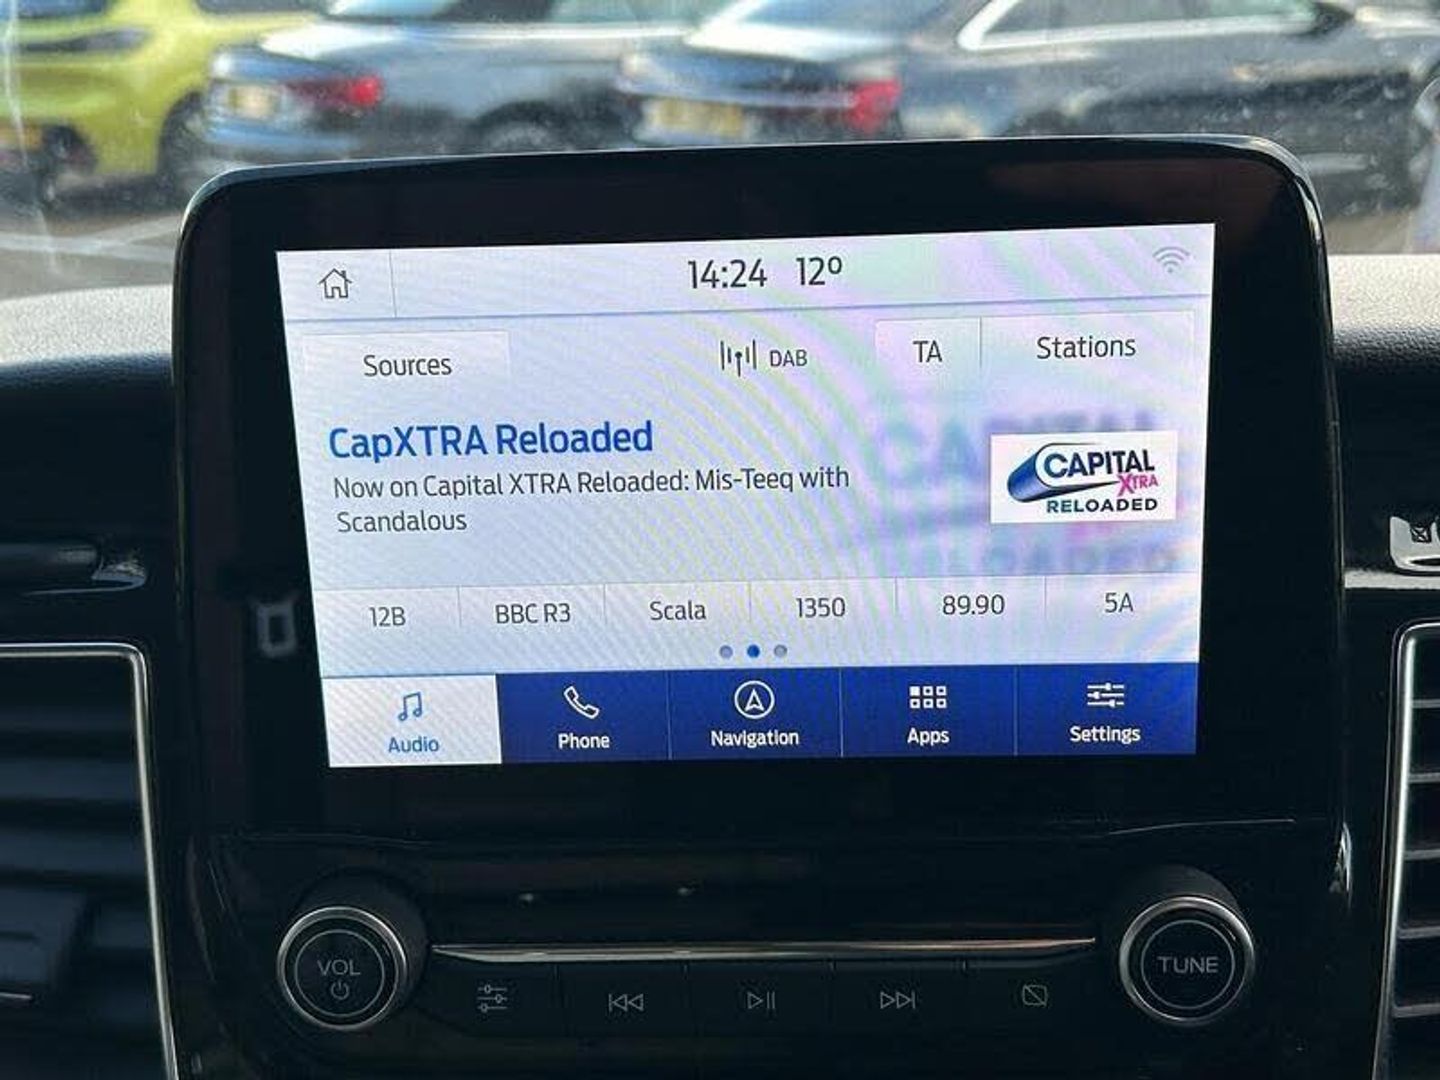 14:24 12°
Sources
DAB
TA
Stations
CapXTRA Reloaded
Now on Capital XTRA Reloaded: Mis-Teeq with
Scandalous
CAPITAL
XTRA
RELOADED
12B
BBC R3
Scala
1350
89.90
5A
Audio
Phone
Navigation
Apps
Settings
VOL
TUNE